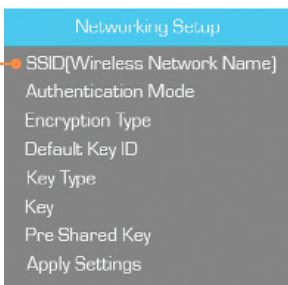 Networking Setup
SSID(Wireless Network Name)
Authentication Mode
Encryption Type
Default Key ID
Key Type
Key
Pre Shared Key
Apply Settings